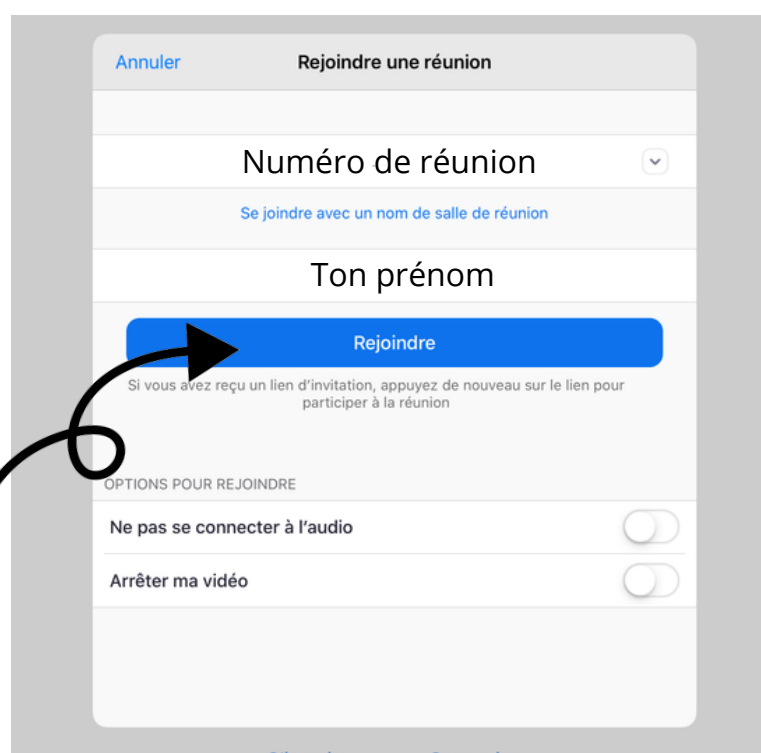 Annuler
Rejoindre une réunion
Numéro de réunion
Se joindre avec un nom de salle de réunion
Ton prénom
Rejoindre
Si vous avez reçu un lien d'invitation, appuyez de nouveau sur le lien pour
participer à la réunion
OPTIONS POUR REJOINDRE
Ne pas se connecter à l'audio
Arrêter ma vidéo